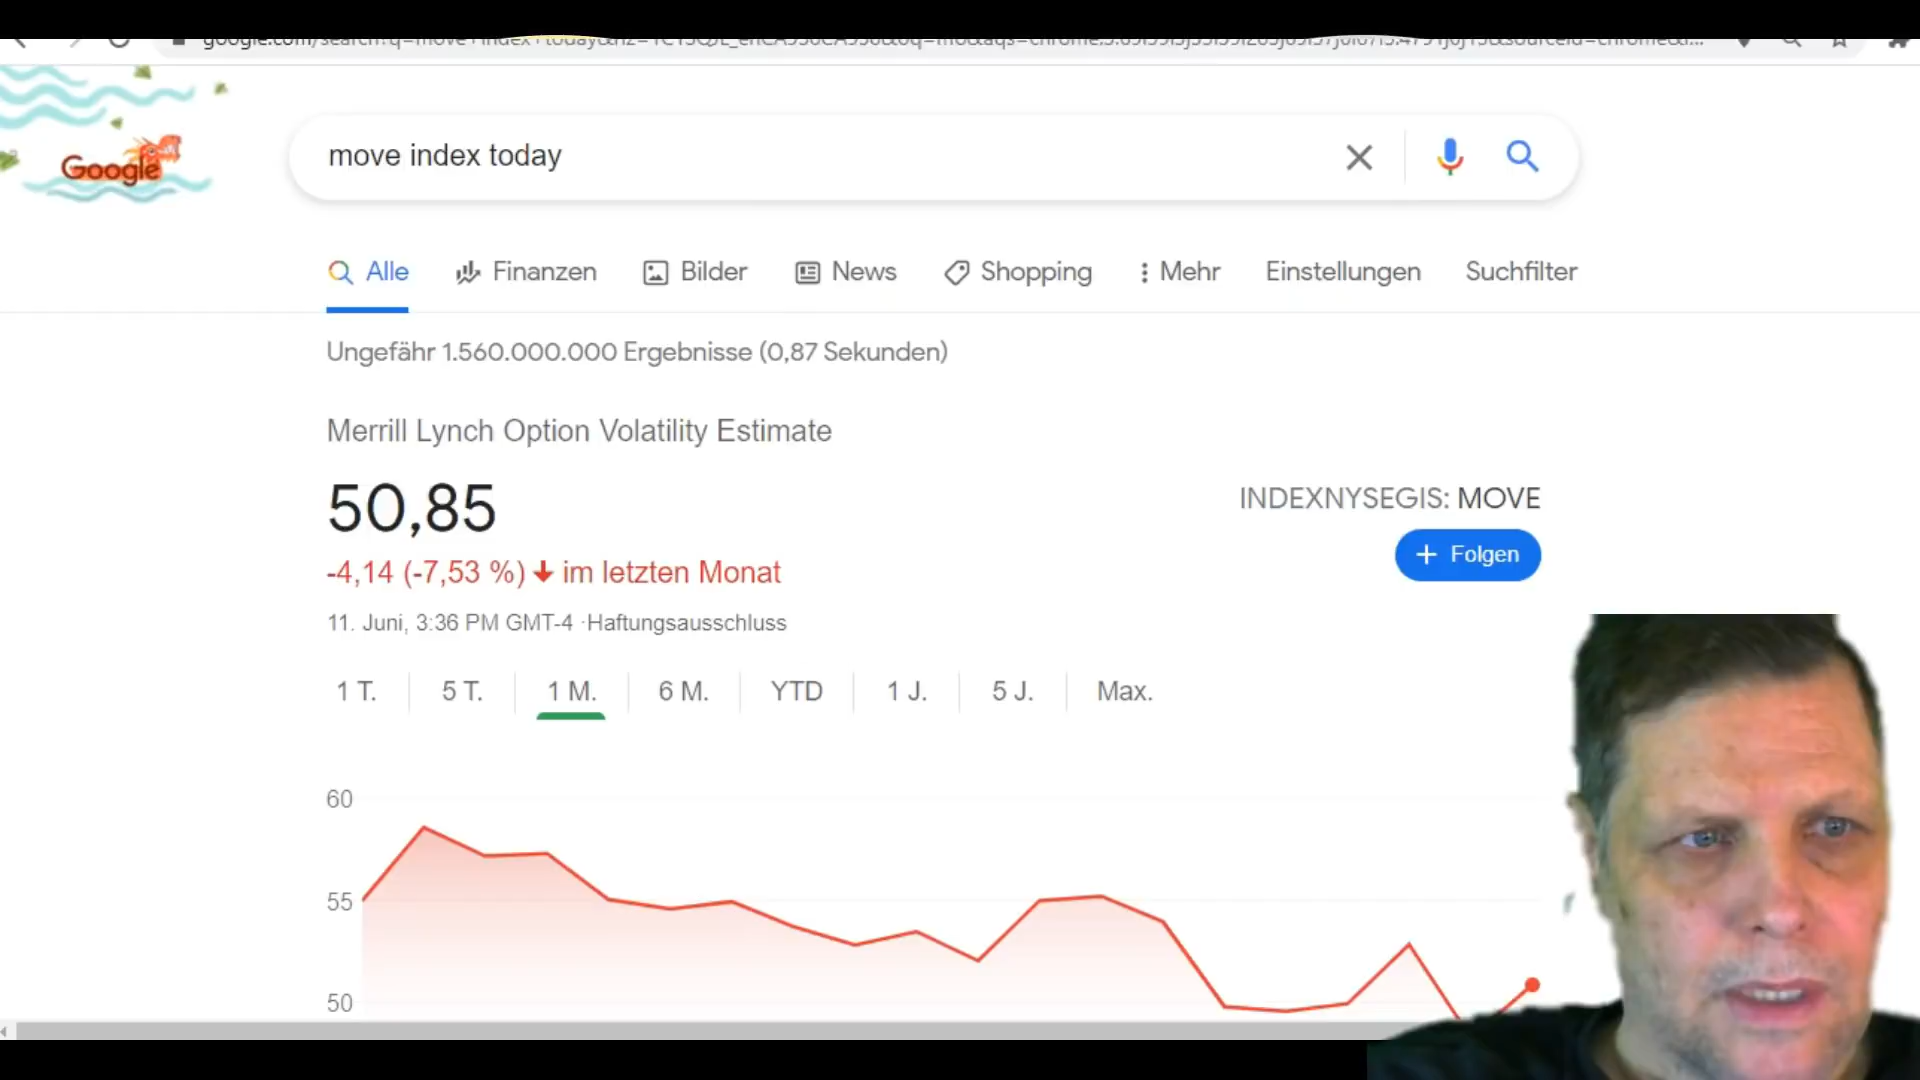 Google
move index today
Alle Finanzen Bilder News Shopping Mehr Einstellungen Suchfilter
Ungefähr 1.560.000.000 Ergebnisse (0,87 Sekunden)
Merrill Lynch Option Volatility Estimate
50,85
INDEXNYSEGIS: MOVE
-4,14 (-7,53 %) im letzten Monat
+ Folgen
11. Juni, 3:36 PM GMT-4 ·Haftungsausschluss
1 T. 5 T. 1 M. 6 M. YTD 1 J. 5 J. Max.
60
55
50